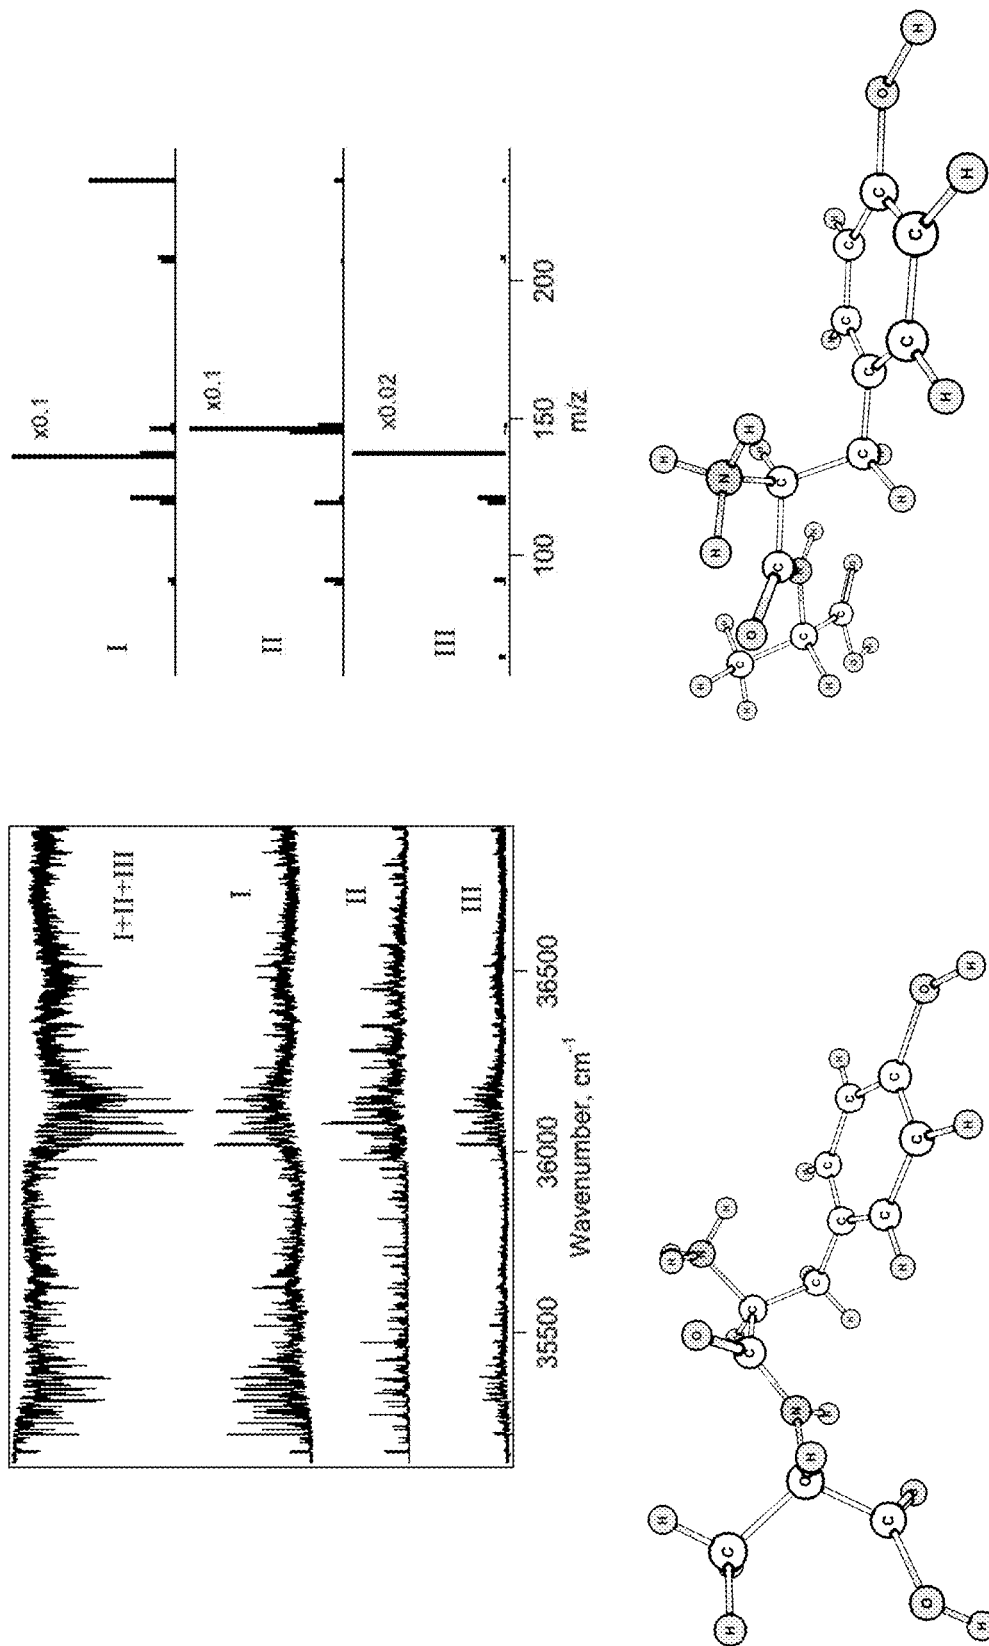 I+II+III
I
II
III
35500
36000
36500
Wavenumber, cm⁻¹
I
x0.1
II
x0.1
III
x0.02
100
150
200
m/z
H
H
C
H
O
H
N
O
C
C
C
C
C
C
H
C
H
C
C
H
O
H
H
H
H
N
H
C
C
O
C
C
H
C
C
H
C
C
H
C
C
O
H